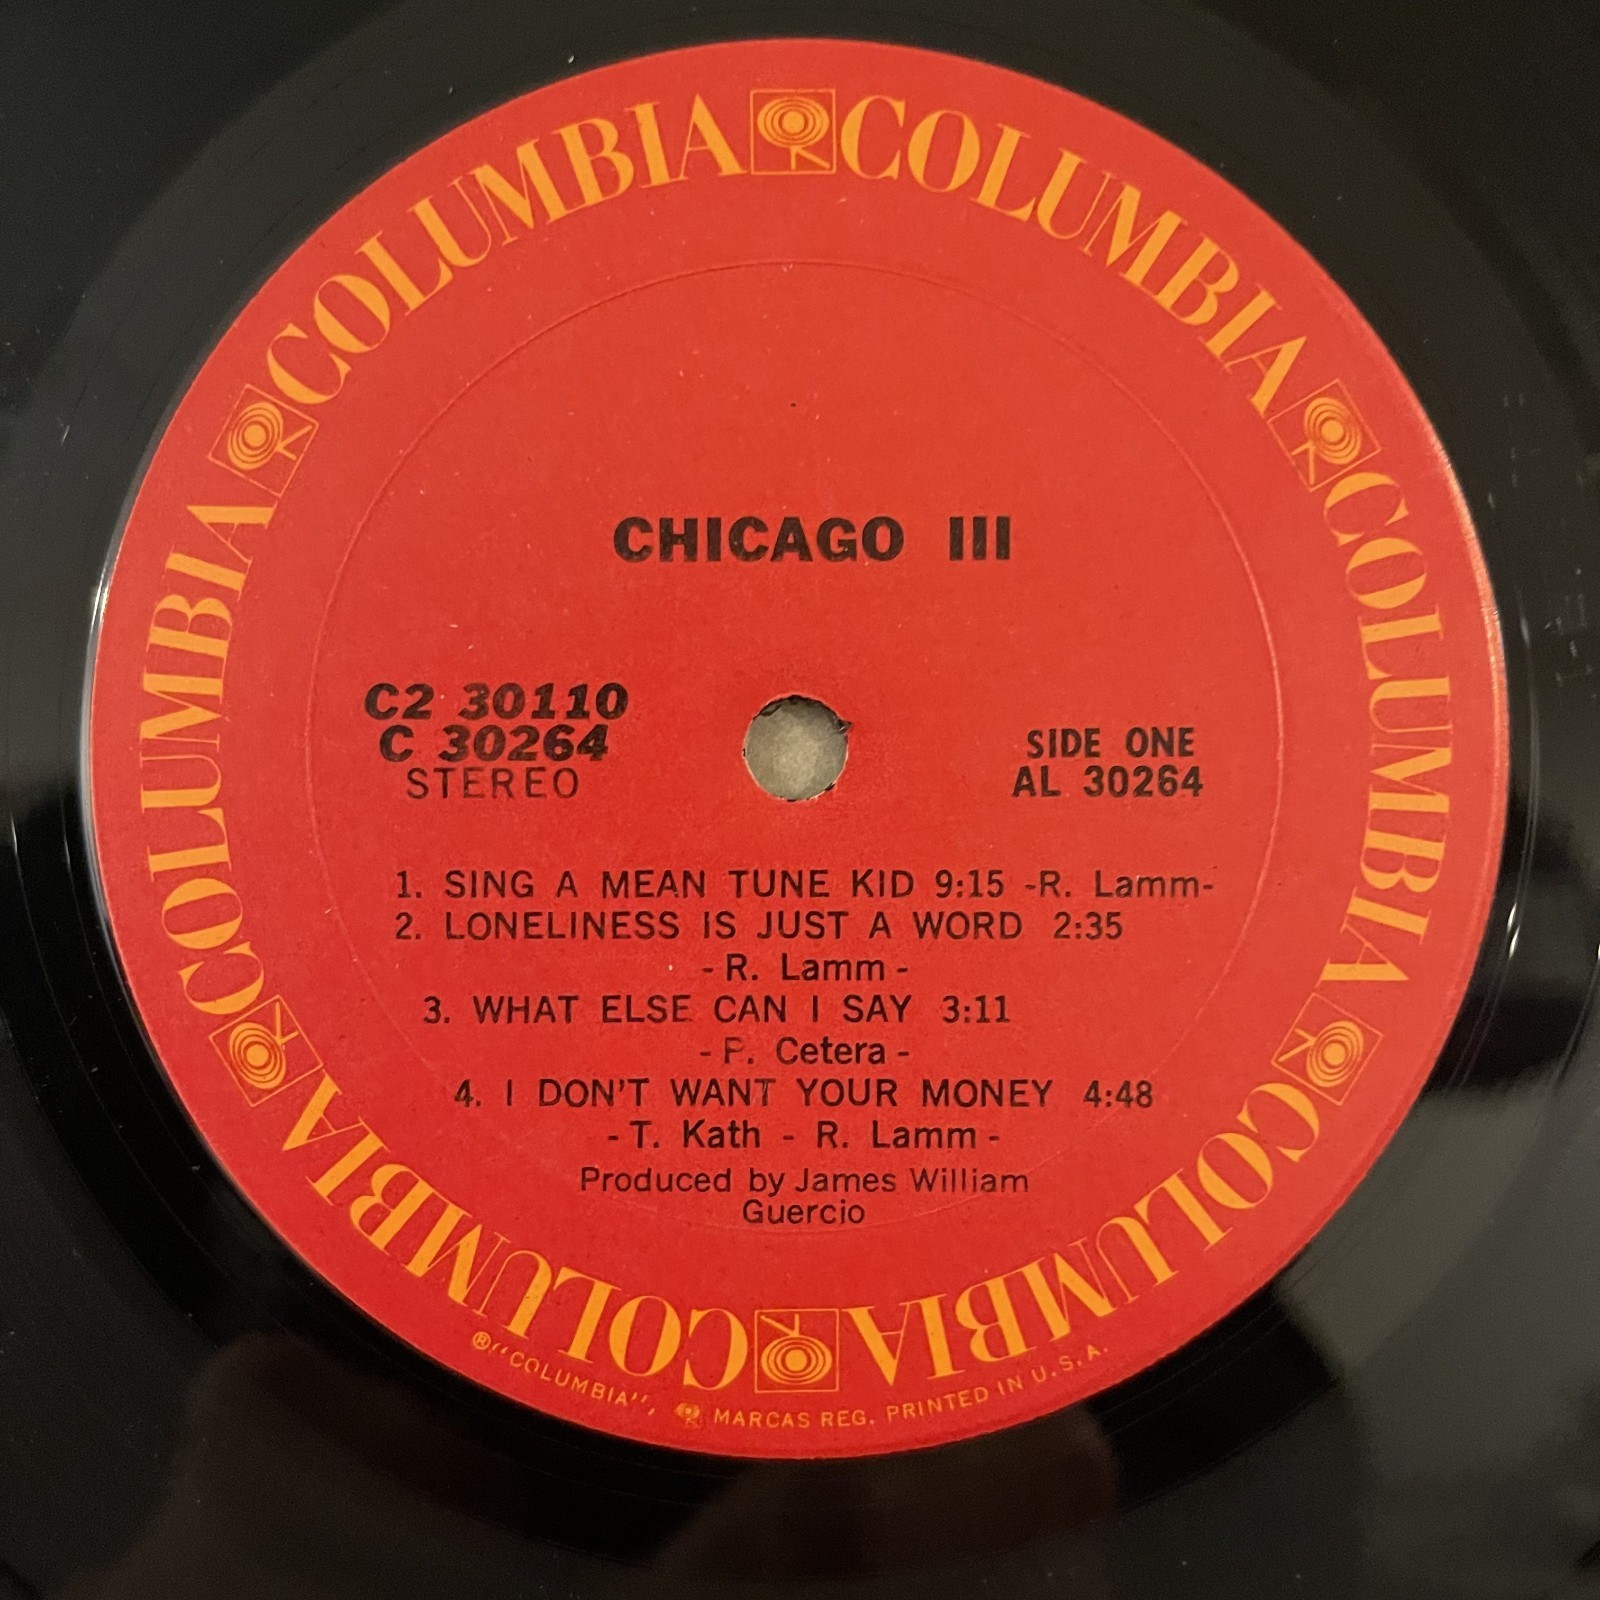 COLUMBIA COLUMBIA COLUMBIA COLUMBIA COLUMBIA COLUMBIA
CHICAGO III
C2 30110
C 30264
STEREO
SIDE ONE
AL 30264
1. SING A MEAN TUNE KID 9:15 -R. Lamm-
2. LONELINESS IS JUST A WORD 2:35
- R. Lamm -
3. WHAT ELSE CAN I SAY 3:11
- P. Cetera -
4. I DON'T WANT YOUR MONEY 4:48
- T. Kath - R. Lamm -
Produced by James William
Guercio
® "COLUMBIA", MARCAS REG. PRINTED IN U.S.A.